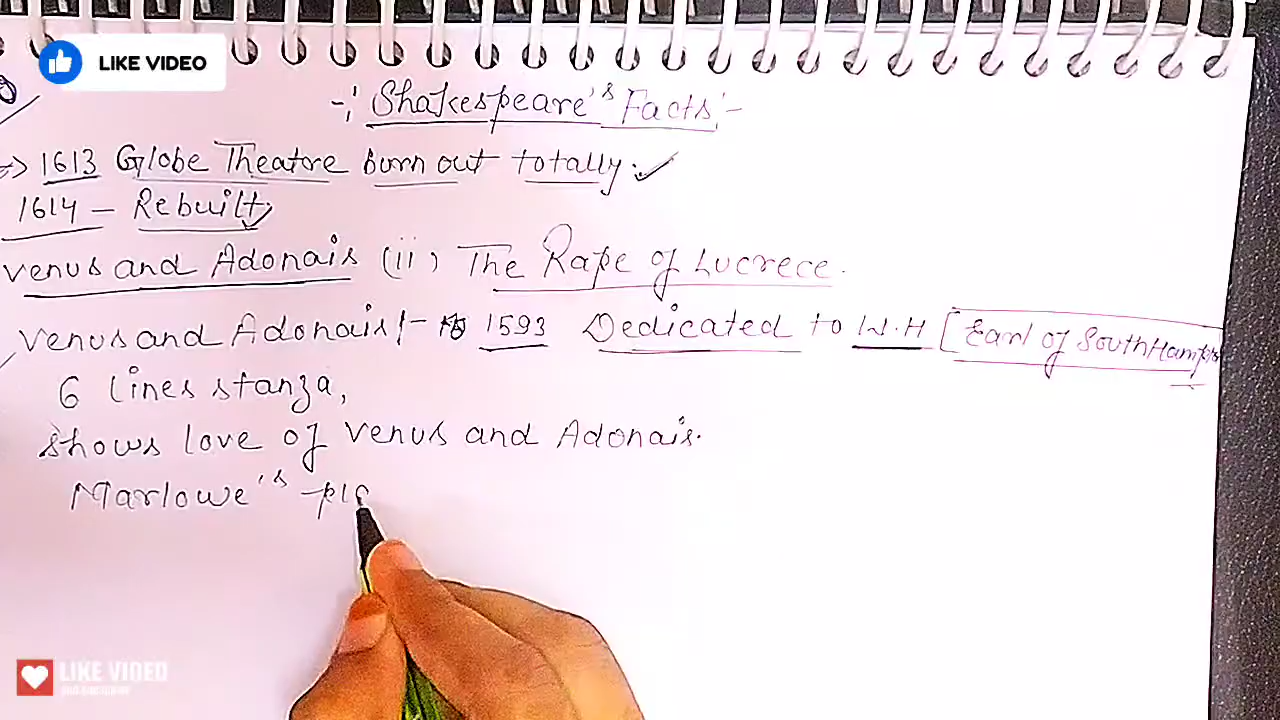 LIKE VIDEO
-:' Shakespeare's Facts :-
→ 1613 Globe Theatre burn out totally.
1614 — Rebuilt
venus and Adonais (ii) The Rape of Lucrece.
venus and Adonais!- 1593 Dedicated to W.H [Earl of SouthHampton
6 lines stanza,
shows love of venus and Adonais.
Marlowe's pla
LIKE VIDEO